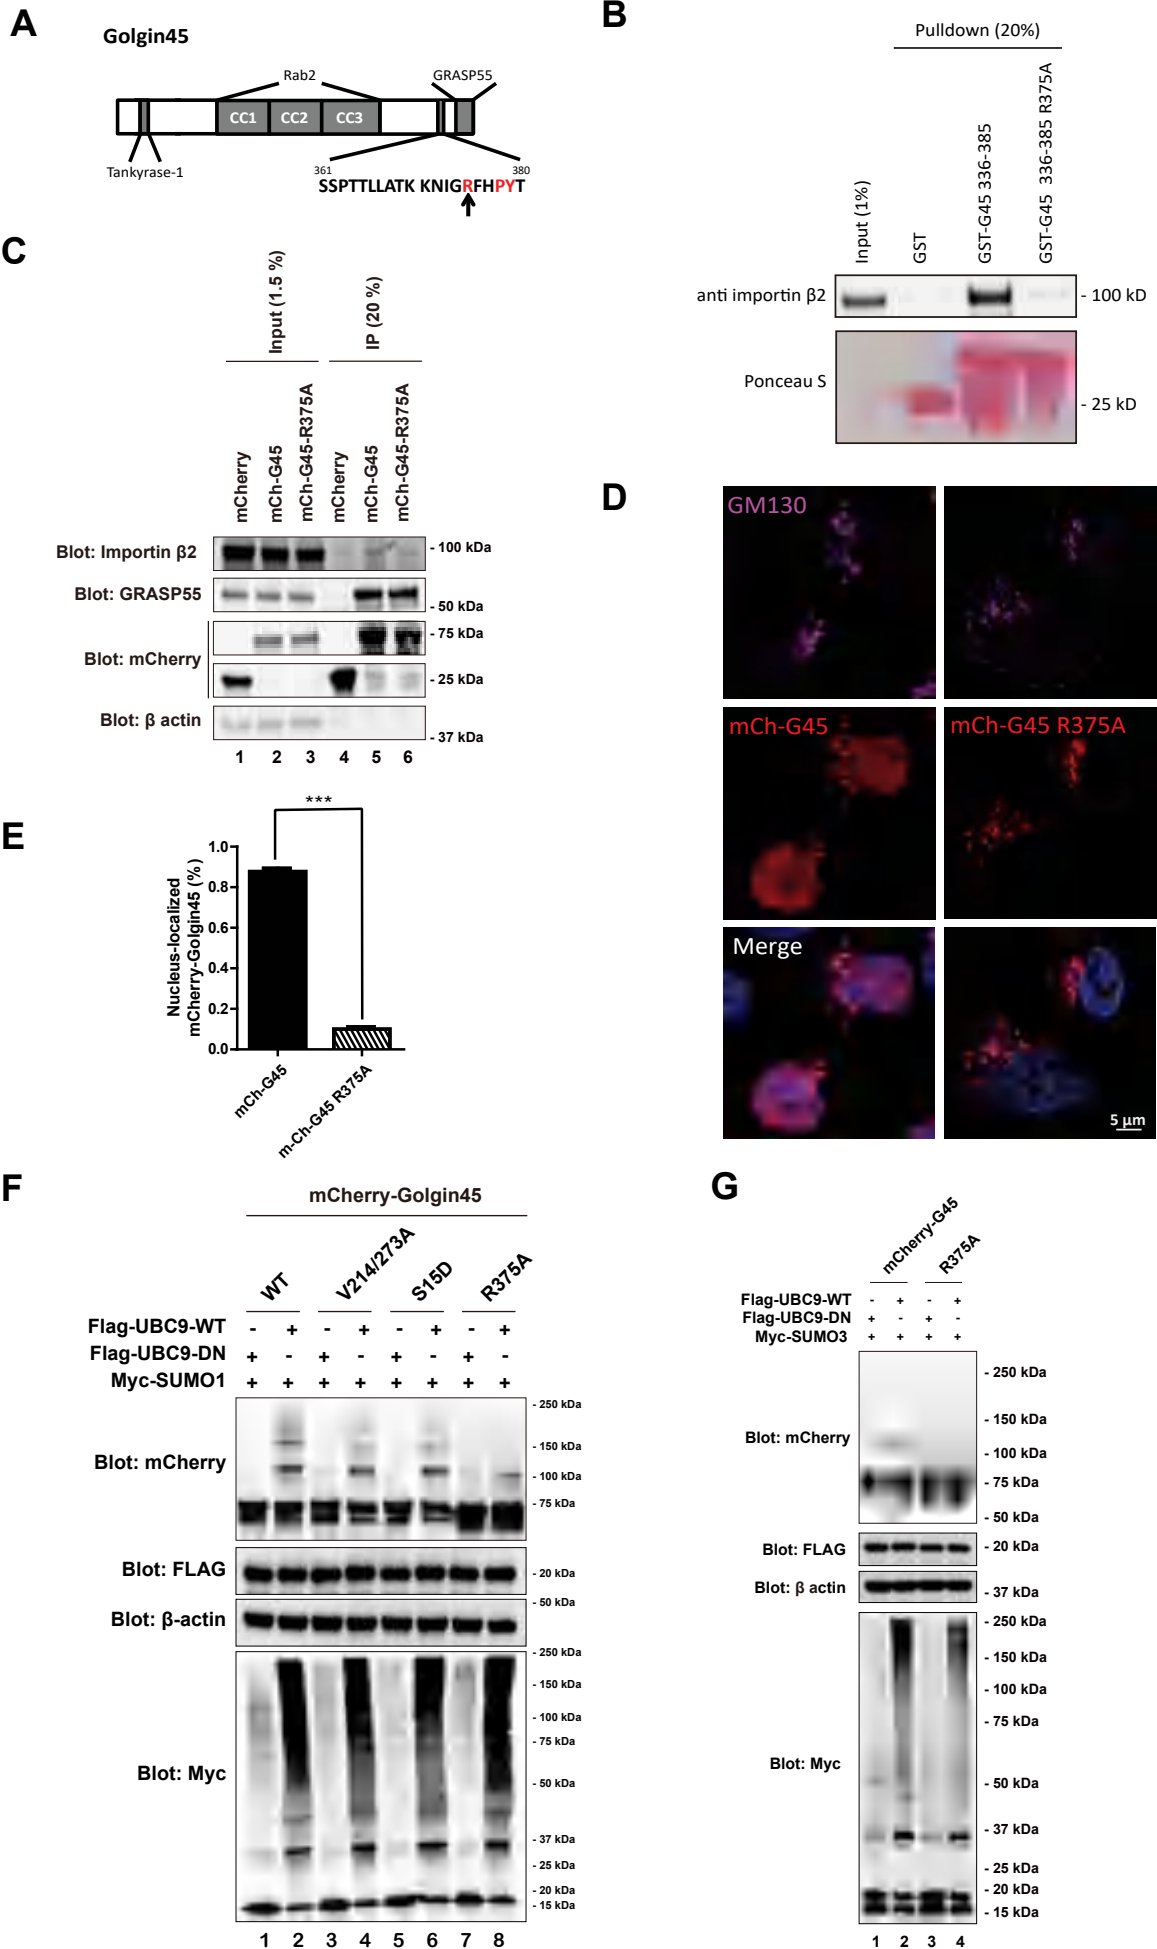 A
Golgin45
Rab2
GRASP55
CC1 CC2 CC3
Tankyrase-1
361 380
SSPTTLLATK KNIGRFHPYT
B
Pulldown (20%)
Input (1%)
GST
GST-G45 336-385
GST-G45 336-385 R375A
anti importin β2
- 100 kD
Ponceau S
- 25 kD
C
Input (1.5 %)
IP (20 %)
mCherry
mCh-G45
mCh-G45-R375A
mCherry
mCh-G45
mCh-G45-R375A
Blot: Importin β2
- 100 kDa
Blot: GRASP55
- 50 kDa
Blot: mCherry
- 75 kDa
- 25 kDa
Blot: β actin
- 37 kDa
1 2 3 4 5 6
D
GM130
mCh-G45
mCh-G45 R375A
Merge
5 μm
E
***
Nucleus-localized
mCherry-Golgin45 (%)
1.0
0.8
0.6
0.4
0.2
0.0
mCh-G45
m-Ch-G45 R375A
F
mCherry-Golgin45
WT
V214/273A
S15D
R375A
Flag-UBC9-WT - + - + - + - +
Flag-UBC9-DN + - + - + - + -
Myc-SUMO1 + + + + + + + +
- 250 kDa
- 150 kDa
Blot: mCherry
- 100 kDa
- 75 kDa
Blot: FLAG
- 20 kDa
- 50 kDa
Blot: β-actin
- 250 kDa
- 150 kDa
- 100 kDa
- 75 kDa
Blot: Myc
- 50 kDa
- 37 kDa
- 25 kDa
- 20 kDa
- 15 kDa
1 2 3 4 5 6 7 8
G
mCherry-G45
R375A
Flag-UBC9-WT - + - +
Flag-UBC9-DN + - + -
Myc-SUMO3 + + + +
- 250 kDa
- 150 kDa
Blot: mCherry
- 100 kDa
- 75 kDa
- 50 kDa
Blot: FLAG
- 20 kDa
Blot: β actin
- 37 kDa
- 250 kDa
- 150 kDa
- 100 kDa
- 75 kDa
Blot: Myc
- 50 kDa
- 37 kDa
- 25 kDa
- 20 kDa
- 15 kDa
1 2 3 4